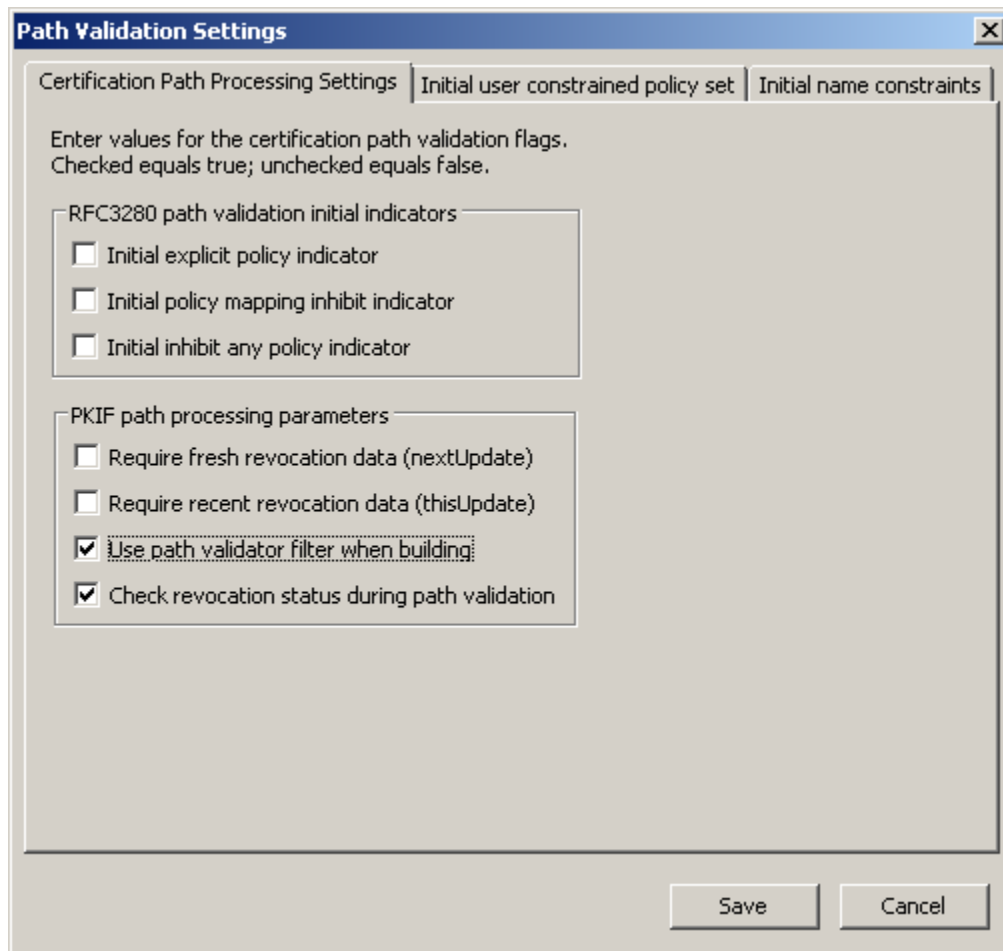 Path Validation Settings
Certification Path Processing Settings
Initial user constrained policy set
Initial name constraints
Enter values for the certification path validation flags.
Checked equals true; unchecked equals false.
RFC3280 path validation initial indicators
Initial explicit policy indicator
Initial policy mapping inhibit indicator
Initial inhibit any policy indicator
PKIF path processing parameters
Require fresh revocation data (nextUpdate)
Require recent revocation data (thisUpdate)
Use path validator filter when building
Check revocation status during path validation
Save
Cancel